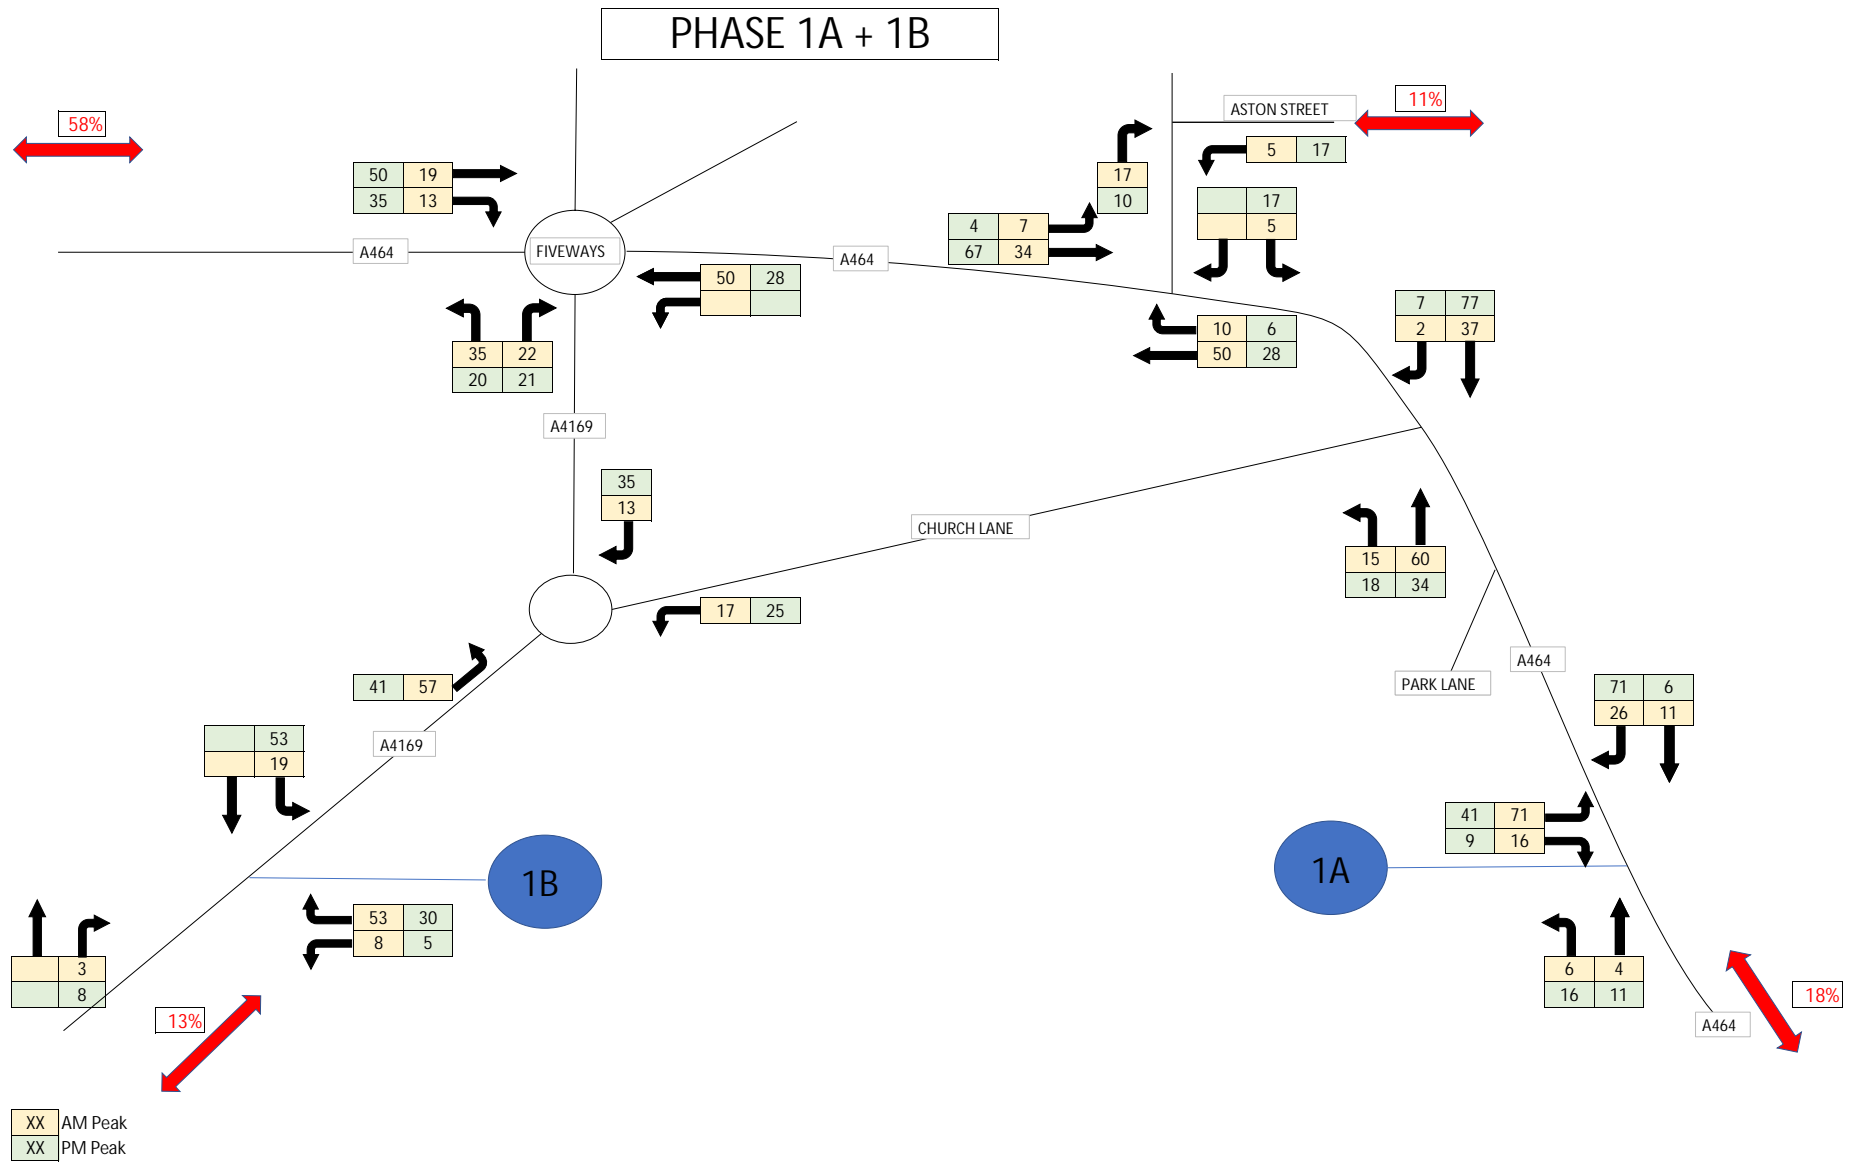 PHASE 1A + 1B
58%
11%
ASTON STREET
5 17
17
10
50 19
35 13
17
5
4 7
67 34
A464
FIVEWAYS
A464
50 28
7 77
2 37
10 6
50 28
35 22
20 21
A4169
35
13
CHURCH LANE
15 60
18 34
17 25
A464
PARK LANE
41 57
71 6
26 11
53
19
A4169
41 71
9 16
1B
1A
53 30
8 5
3
8
6 4
16 11
13%
18%
A464
XX AM Peak
XX PM Peak